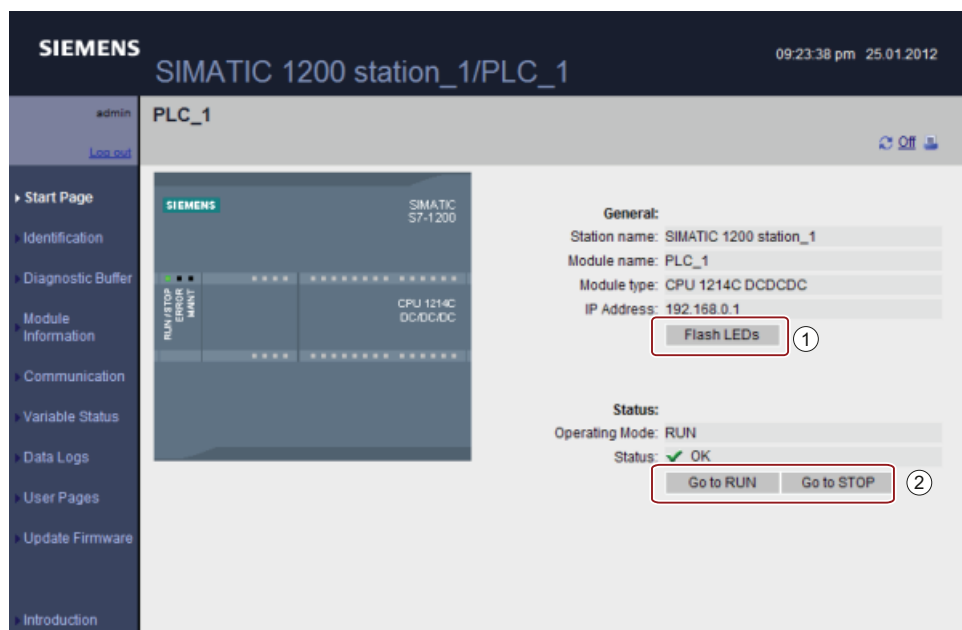 SIEMENS
SIMATIC 1200 station_1/PLC_1
09:23:38 pm 25.01.2012
admin
Log out
PLC_1
Off
Start Page
Identification
Diagnostic Buffer
Module
Information
Communication
Variable Status
Data Logs
User Pages
Update Firmware
Introduction
SIEMENS
SIMATIC
S7-1200
RUN / STOP
ERROR
MAINT
CPU 1214C
DC/DC/DC
General:
Station name: SIMATIC 1200 station_1
Module name: PLC_1
Module type: CPU 1214C DCDCDC
IP Address: 192.168.0.1
Flash LEDs
1
Status:
Operating Mode: RUN
Status: OK
Go to RUN Go to STOP
2